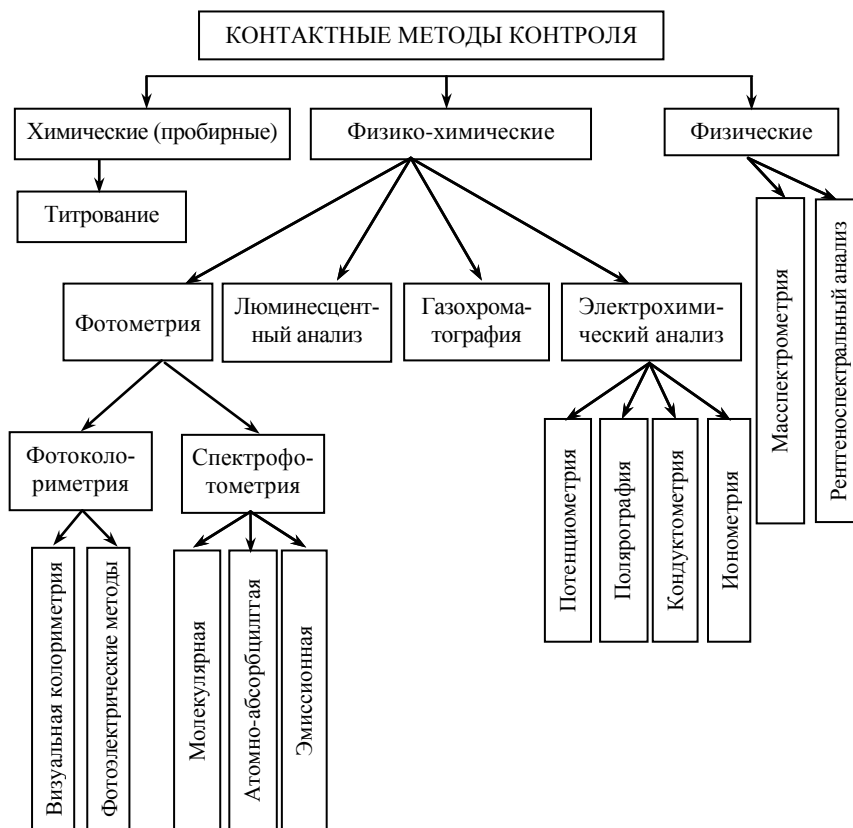 КОНТАКТНЫЕ МЕТОДЫ КОНТРОЛЯ
Химические (пробирные)
Физико-химические
Физические
Титрование
Масспектрометрия
Рентгеноспектральный анализ
Фотометрия
Люминесцент-
ный анализ
Газохрома-
тография
Электрохими-
ческий анализ
Фотоколо-
риметрия
Спектрофо-
тометрия
Потенциометрия
Полярография
Кондуктометрия
Ионометрия
Визуальная колориметрия
Фотоэлектрические методы
Молекулярная
Атомно-абсорбцилгтая
Эмиссионная